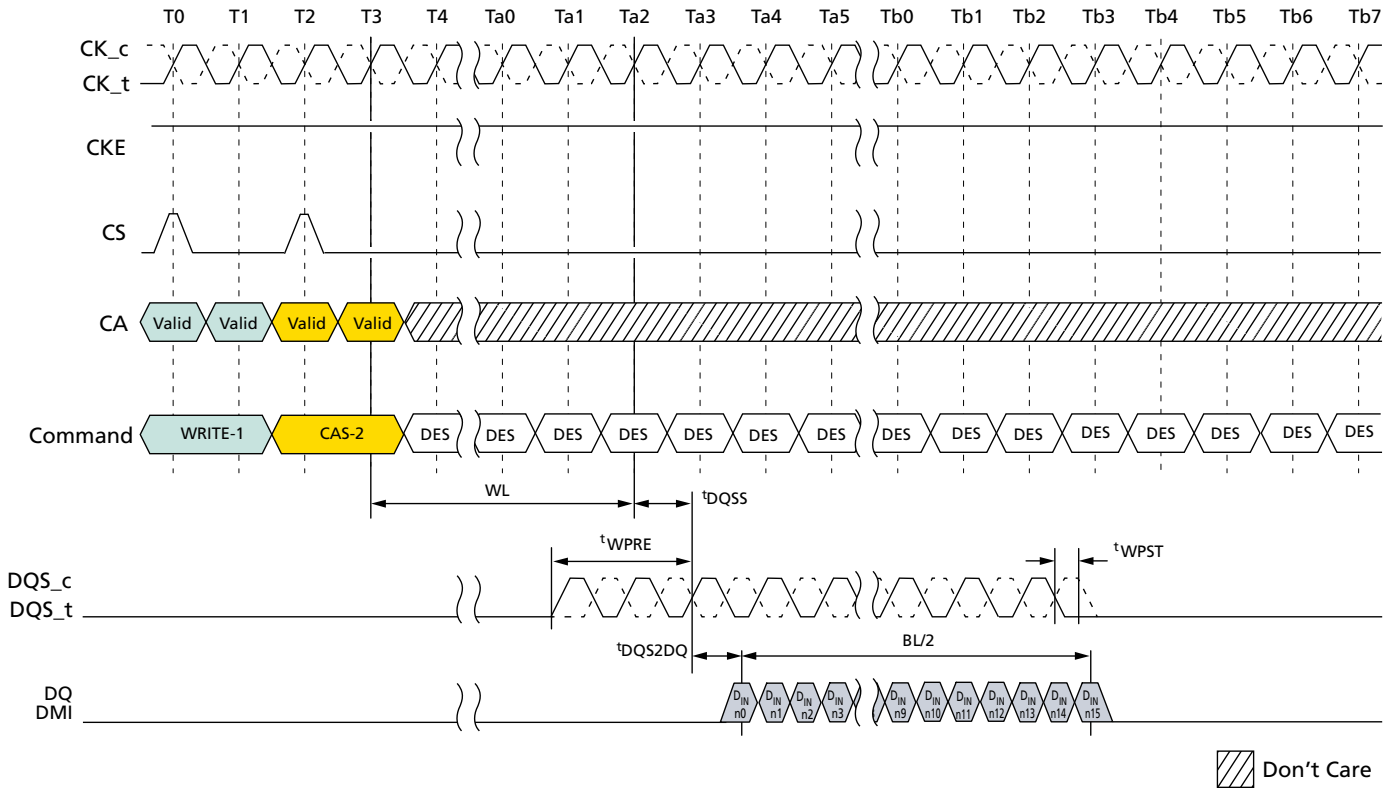 T0 T1 T2 T3 T4 Ta0 Ta1 Ta2 Ta3 Ta4 Ta5 Tb0 Tb1 Tb2 Tb3 Tb4 Tb5 Tb6 Tb7
CK_c
CK_t
CKE
CS
CA Valid Valid Valid Valid
Command WRITE-1 CAS-2 DES DES DES DES DES DES DES DES DES DES DES DES DES DES DES
WL tDQSS
tWPRE tWPST
DQS_c
DQS_t
tDQS2DQ BL/2
DQ DIN DIN DIN DIN DIN DIN DIN DIN DIN DIN DIN
DMI n0 n1 n2 n3 n9 n10 n11 n12 n13 n14 n15
Don't Care